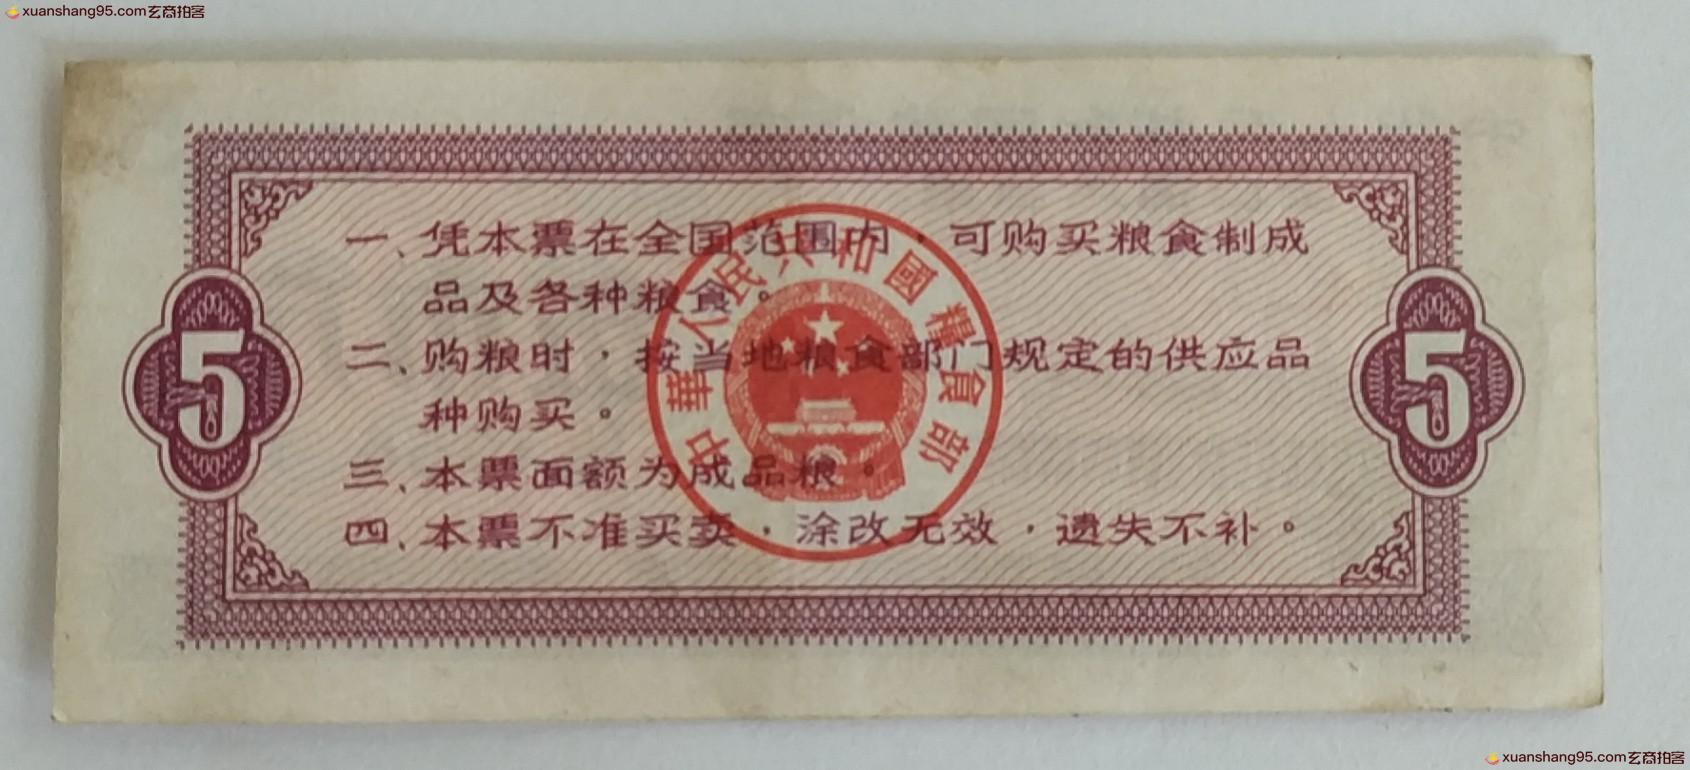 xuanshang95.com玄商拍客
一、凭本票在全国范围内，可购买粮食制成
品及各种粮食。
二、购粮时，按当地粮食部门规定的供应品
种购买。
三、本票面额为成品粮。
四、本票不准买卖，涂改无效，遗失不补。
中華人民共和國糧食部
5
5
xuanshang95.com玄商拍客